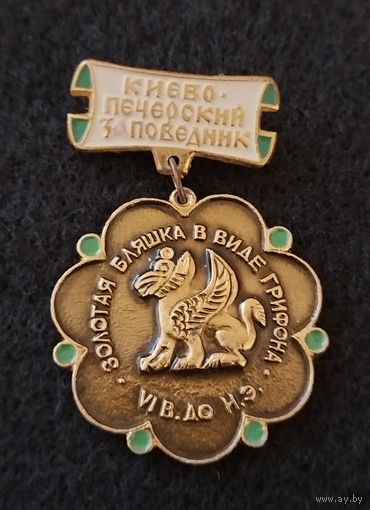 КИЕВО-
ПЕЧЕРСКИЙ
ЗАПОВЕДНИК
ЗОЛОТАЯ БЛЯШКА В ВИДЕ ГРИФОНА
· VI В. ДО Н.Э. ·
www.ay.by